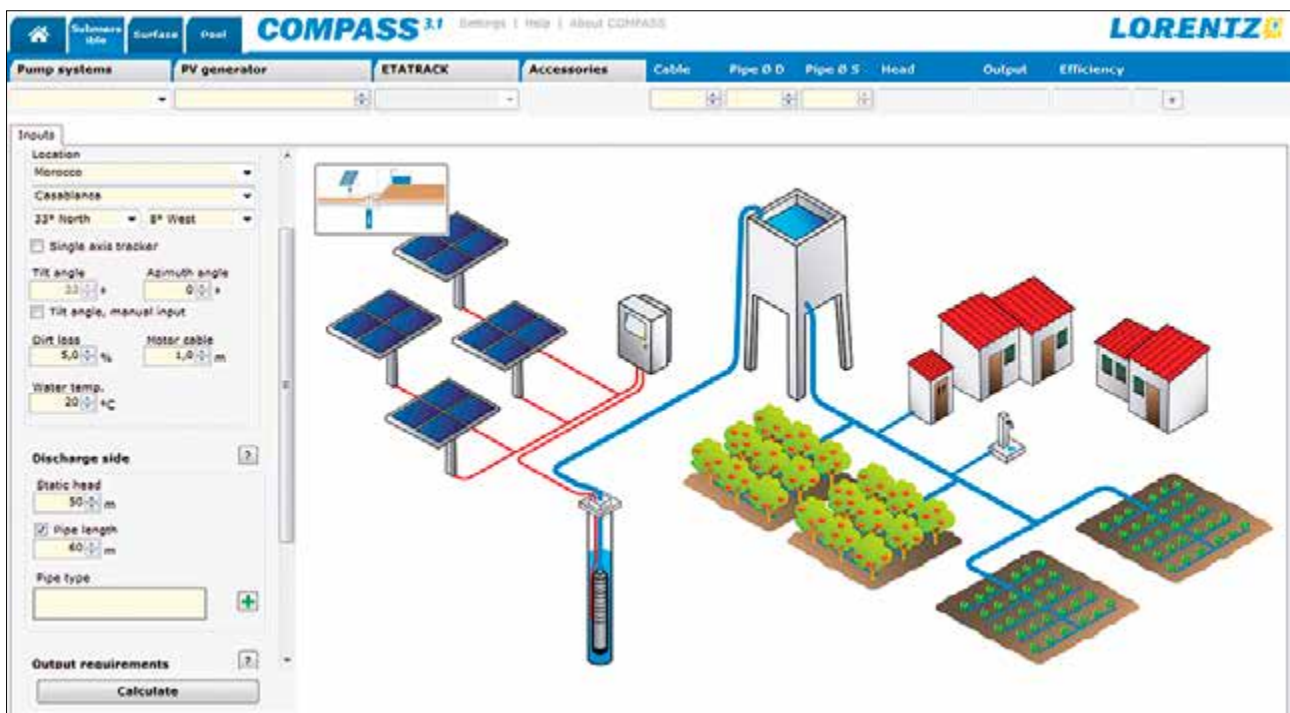 Submers
ible
Surface
Pool
COMPASS 3.1
Settings | Help | About COMPASS
LORENTZ
Pump systems PV generator ETATRACK Accessories Cable Pipe Ø D Pipe Ø S Head Output Efficiency
Inputs
Location
Morocco
Casablanca
33° North 8° West
Single axis tracker
Tilt angle Azimuth angle
33 ° 0 °
Tilt angle, manual input
Dirt loss Motor cable
5,0 % 1,0 m
Water temp.
20 °C
Discharge side ?
Static head
50 m
Pipe length
60 m
Pipe type
Output requirements ?
Calculate